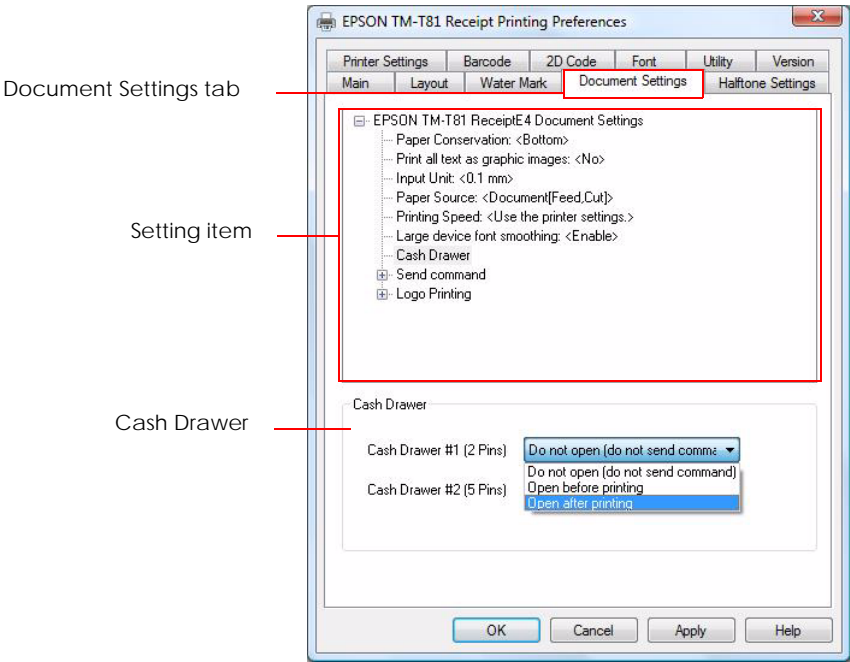 EPSON TM-T81 Receipt Printing Preferences
Printer Settings Barcode 2D Code Font Utility Version
Main Layout Water Mark Document Settings Halftone Settings
Document Settings tab
EPSON TM-T81 ReceiptE4 Document Settings
Paper Conservation: <Bottom>
Print all text as graphic images: <No>
Input Unit: <0.1 mm>
Paper Source: <Document[Feed,Cut]>
Printing Speed: <Use the printer settings.>
Setting item
Large device font smoothing: <Enable>
Cash Drawer
Send command
Logo Printing
Cash Drawer
Cash Drawer
Cash Drawer #1 (2 Pins) Do not open (do not send comma
Do not open (do not send command)
Cash Drawer #2 (5 Pins) Open before printing
Open after printing
OK Cancel Apply Help